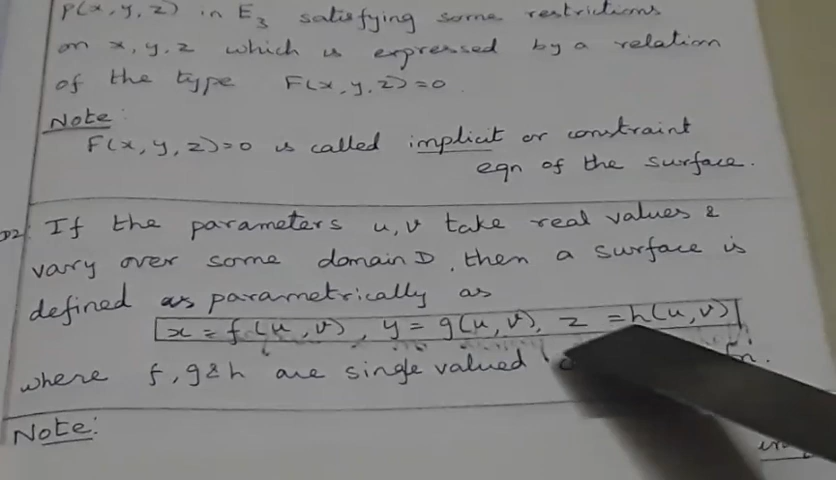 P(x, y, z) in E3 satisfying some restrictions
on x, y, z which is expressed by a relation
of the type F(x, y, z) = 0.
Note:
F(x, y, z) = 0 is called implicit or constraint
eqn of the surface.
D2: If the parameters u, v take real values &
vary over some domain D, then a surface is
defined as parametrically as
x = f(u, v), y = g(u, v), z = h(u, v)
where f, g & h are single valued
Note: